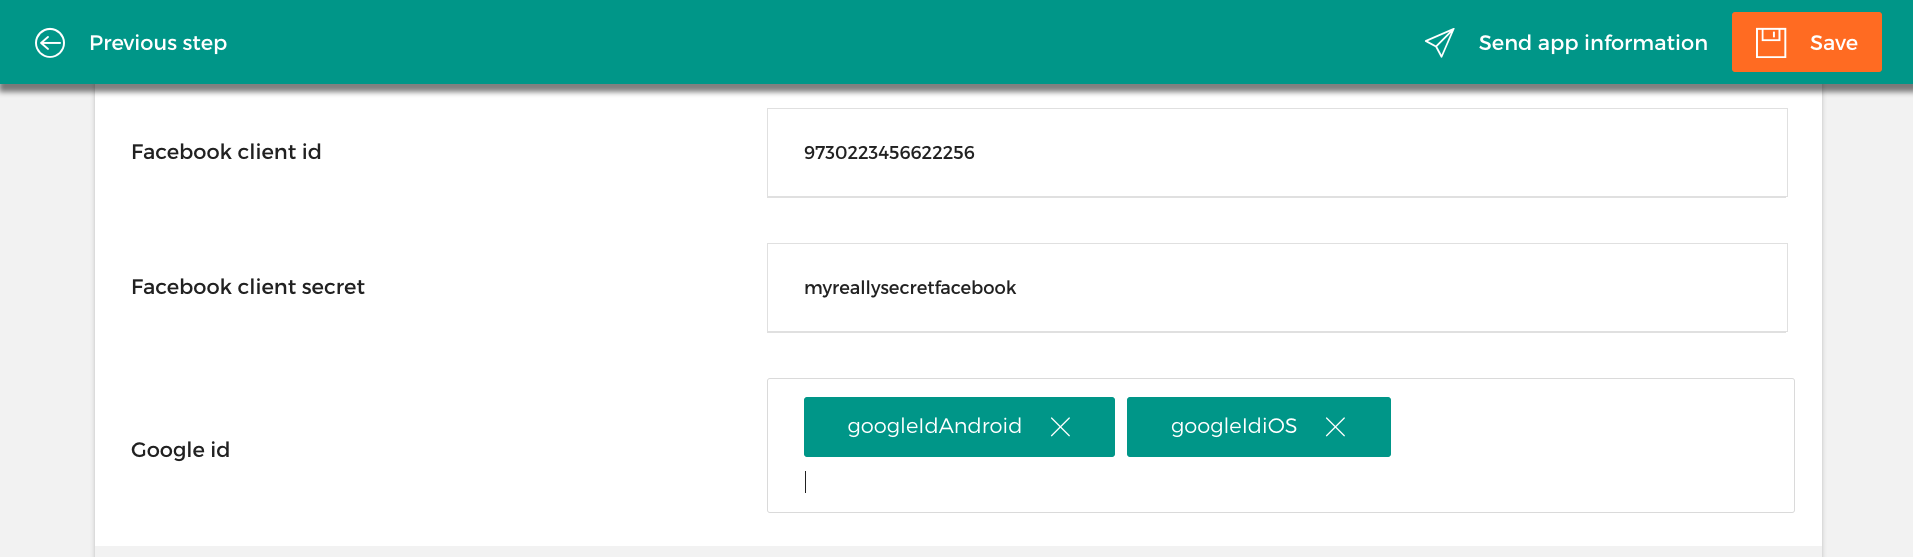 Previous step
Send app information
Save
Facebook client id
9730223456622256
Facebook client secret
myreallysecretfacebook
Google id
googleIdAndroid
googleIdiOS